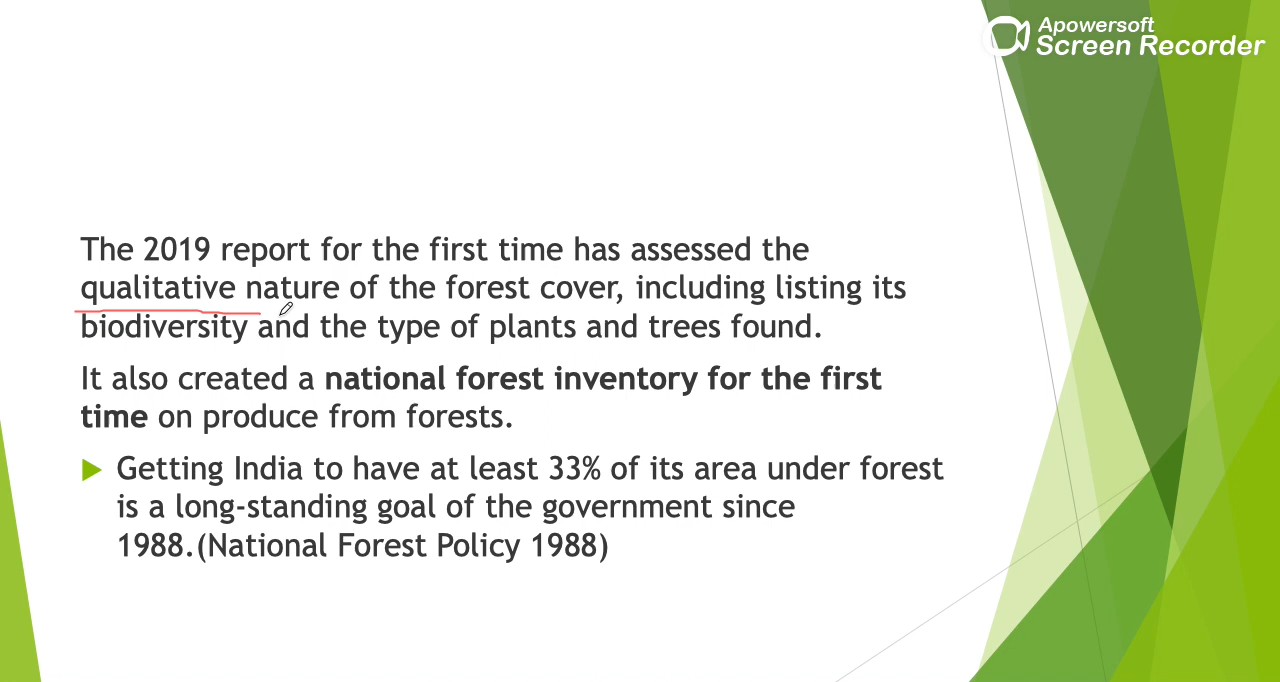 Apowersoft
Screen Recorder
The 2019 report for the first time has assessed the
qualitative nature of the forest cover, including listing its
biodiversity and the type of plants and trees found.
It also created a national forest inventory for the first
time on produce from forests.
Getting India to have at least 33% of its area under forest
is a long-standing goal of the government since
1988.(National Forest Policy 1988)